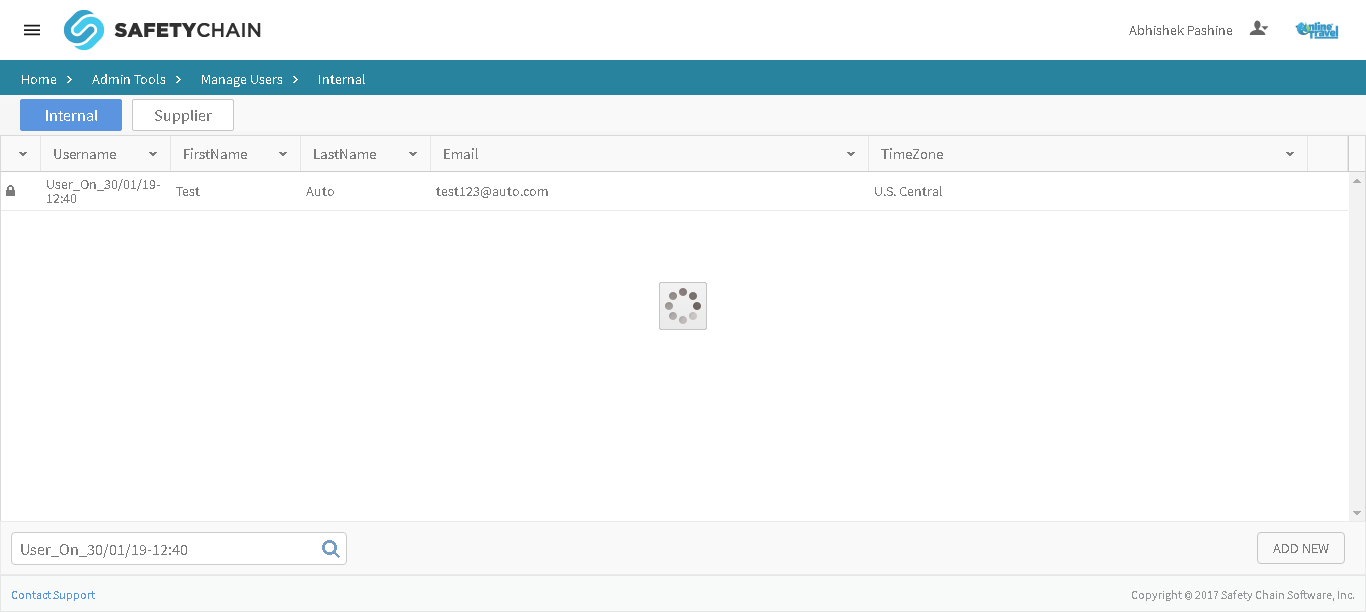 SAFETYCHAIN
Abhishek Pashine
Online Travel
Home > Admin Tools > Manage Users > Internal
Internal Supplier
Username FirstName LastName Email TimeZone
User_On_30/01/19-
12:40
Test Auto test123@auto.com U.S. Central
User_On_30/01/19-12:40
ADD NEW
Contact Support
Copyright © 2017 Safety Chain Software, Inc.